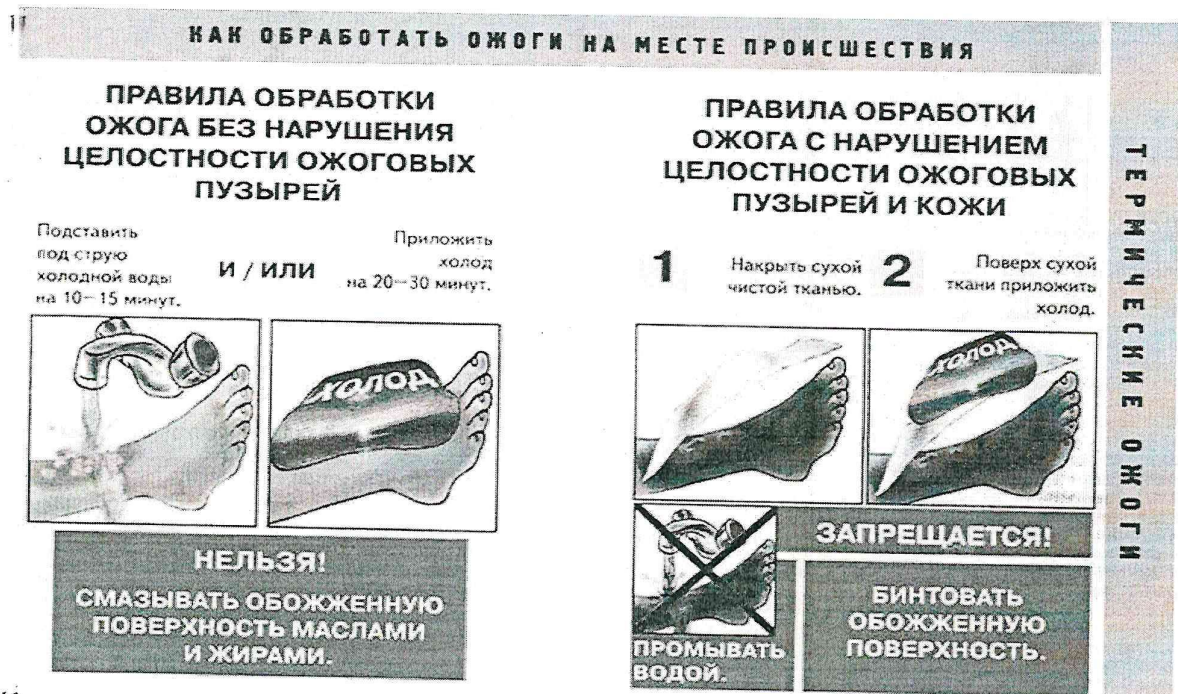 КАК ОБРАБОТАТЬ ОЖОГИ НА МЕСТЕ ПРОИСШЕСТВИЯ
ПРАВИЛА ОБРАБОТКИ
ОЖОГА БЕЗ НАРУШЕНИЯ
ЦЕЛОСТНОСТИ ОЖОГОВЫХ
ПУЗЫРЕЙ
Подставить
под струю
холодной воды
на 10–15 минут.
И / ИЛИ
Приложить
холод
на 20–30 минут.
ХОЛОД
НЕЛЬЗЯ!
СМАЗЫВАТЬ ОБОЖЖЕННУЮ
ПОВЕРХНОСТЬ МАСЛАМИ
И ЖИРАМИ.
ПРАВИЛА ОБРАБОТКИ
ОЖОГА С НАРУШЕНИЕМ
ЦЕЛОСТНОСТИ ОЖОГОВЫХ
ПУЗЫРЕЙ И КОЖИ
1
Накрыть сухой
чистой тканью.
2
Поверх сухой
ткани приложить
холод.
ХОЛОД
ЗАПРЕЩАЕТСЯ!
ПРОМЫВАТЬ
ВОДОЙ.
БИНТОВАТЬ
ОБОЖЖЕННУЮ
ПОВЕРХНОСТЬ.
ТЕРМИЧЕСКИЕ ОЖОГИ